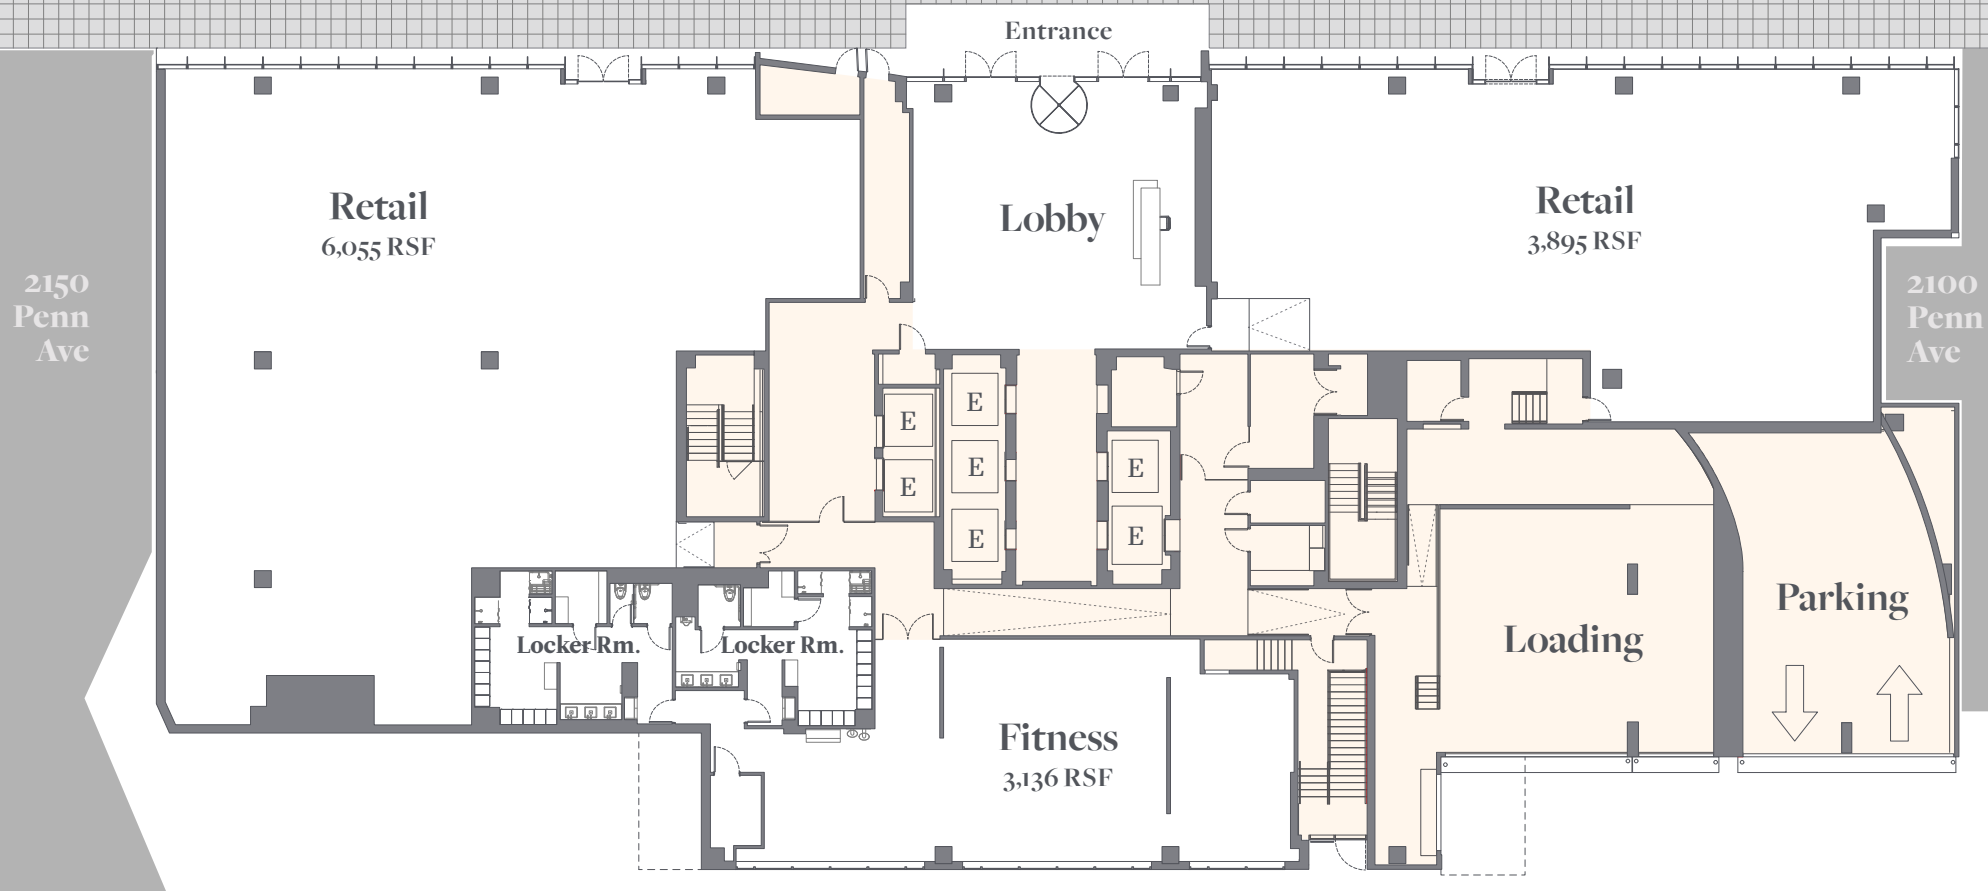 Entrance
Retail
6,055 RSF
Lobby
Retail
3,895 RSF
2150
Penn
Ave
2100
Penn
Ave
E
E
E
E
E
E
E
Locker Rm.
Locker Rm.
Fitness
3,136 RSF
Loading
Parking